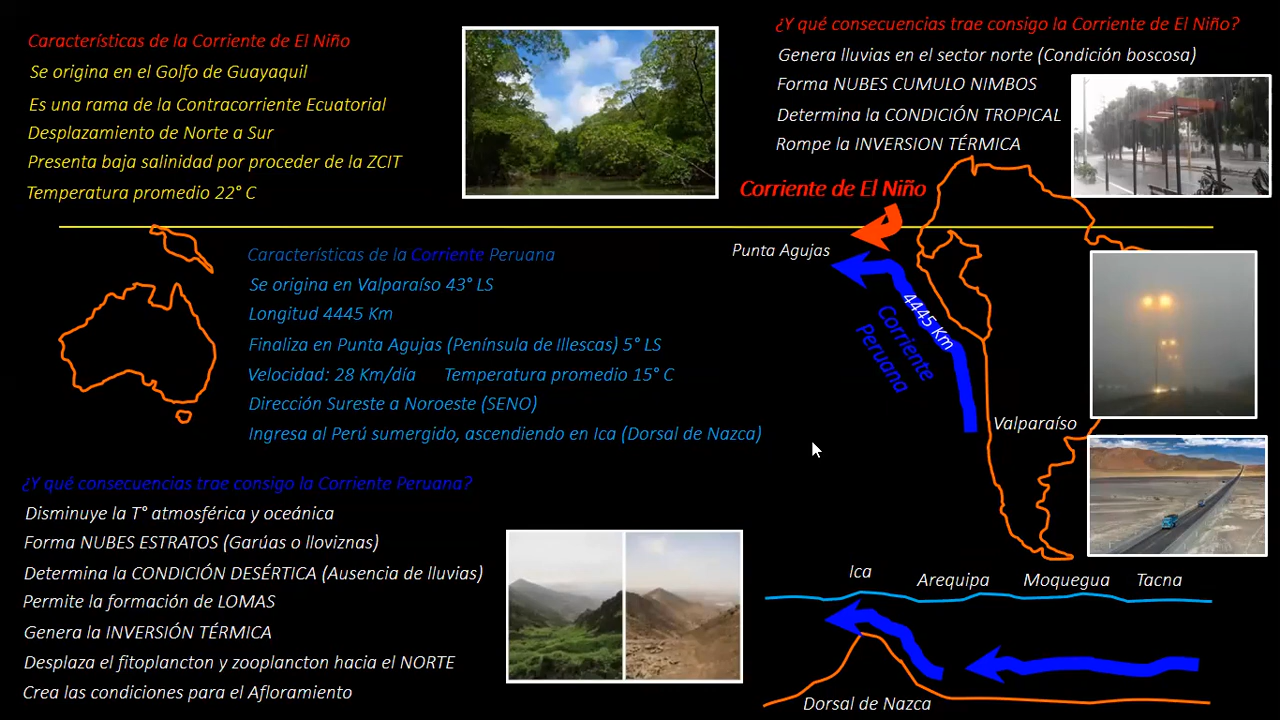 Características de la Corriente de El Niño
Se origina en el Golfo de Guayaquil
Es una rama de la Contracorriente Ecuatorial
Desplazamiento de Norte a Sur
Presenta baja salinidad por proceder de la ZCIT
Temperatura promedio 22° C
¿Y qué consecuencias trae consigo la Corriente de El Niño?
Genera lluvias en el sector norte (Condición boscosa)
Forma NUBES CUMULO NIMBOS
Determina la CONDICIÓN TROPICAL
Rompe la INVERSION TÉRMICA
Corriente de El Niño
Punta Agujas
4445 Km
Corriente
Peruana
Valparaíso
Características de la Corriente Peruana
Se origina en Valparaíso 43° LS
Longitud 4445 Km
Finaliza en Punta Agujas (Península de Illescas) 5° LS
Velocidad: 28 Km/día Temperatura promedio 15° C
Dirección Sureste a Noroeste (SENO)
Ingresa al Perú sumergido, ascendiendo en Ica (Dorsal de Nazca)
¿Y qué consecuencias trae consigo la Corriente Peruana?
Disminuye la T° atmosférica y oceánica
Forma NUBES ESTRATOS (Garúas o lloviznas)
Determina la CONDICIÓN DESÉRTICA (Ausencia de lluvias)
Permite la formación de LOMAS
Genera la INVERSIÓN TÉRMICA
Desplaza el fitoplancton y zooplancton hacia el NORTE
Crea las condiciones para el Afloramiento
Ica Arequipa Moquegua Tacna
Dorsal de Nazca